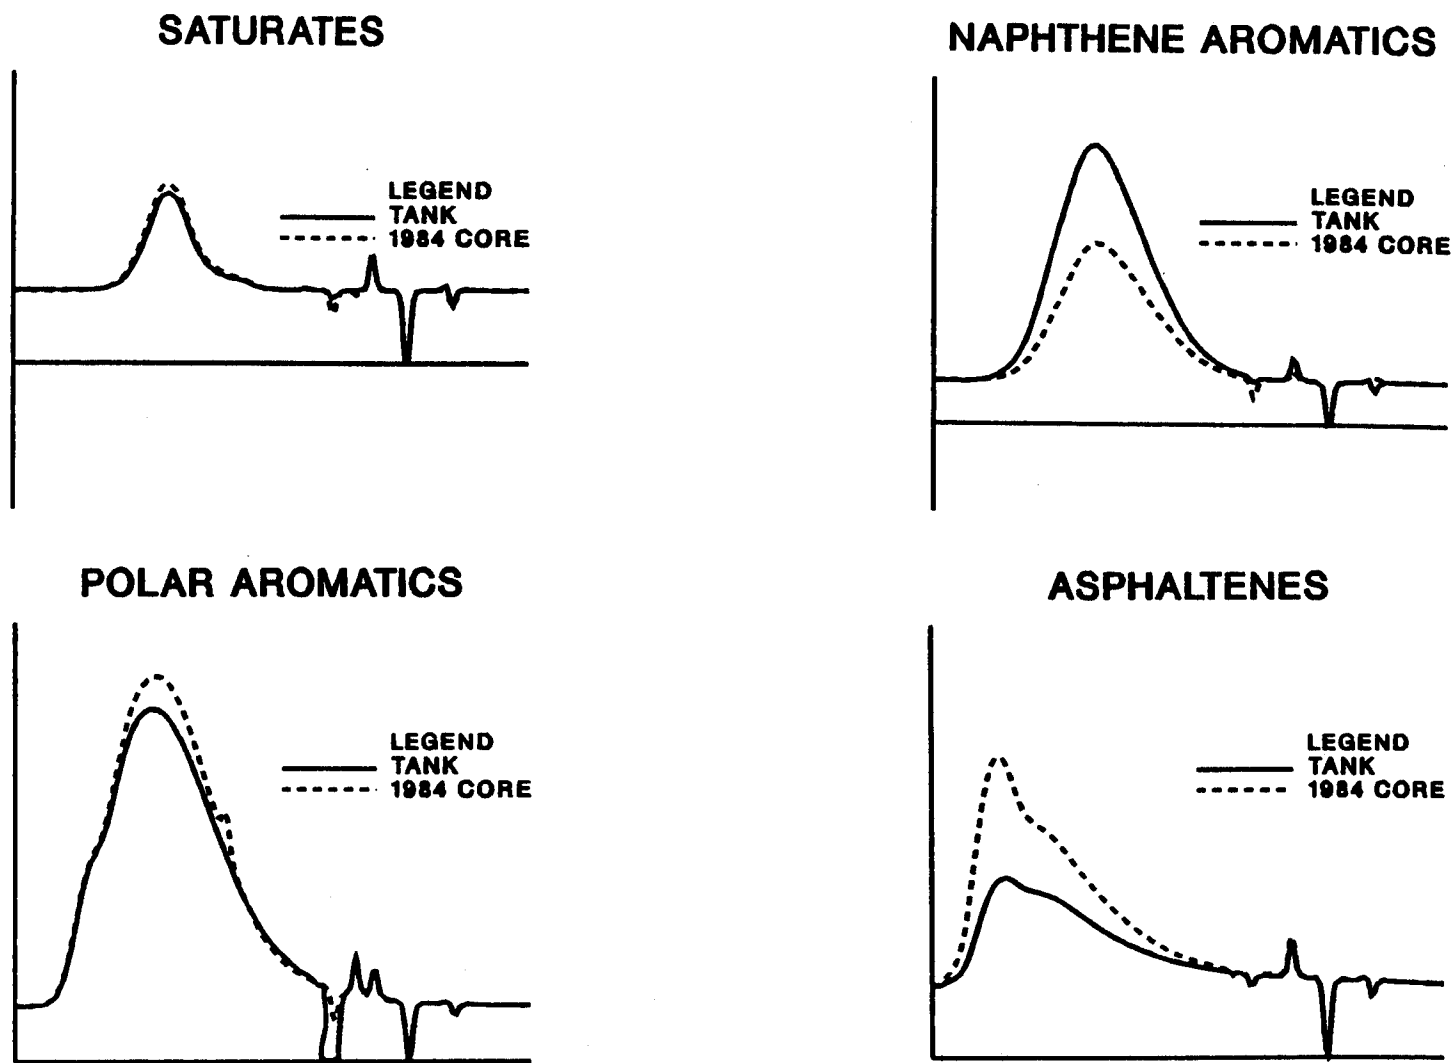 SATURATES
LEGEND
TANK
1984 CORE
NAPHTHENE AROMATICS
LEGEND
TANK
1984 CORE
POLAR AROMATICS
LEGEND
TANK
1984 CORE
ASPHALTENES
LEGEND
TANK
1984 CORE